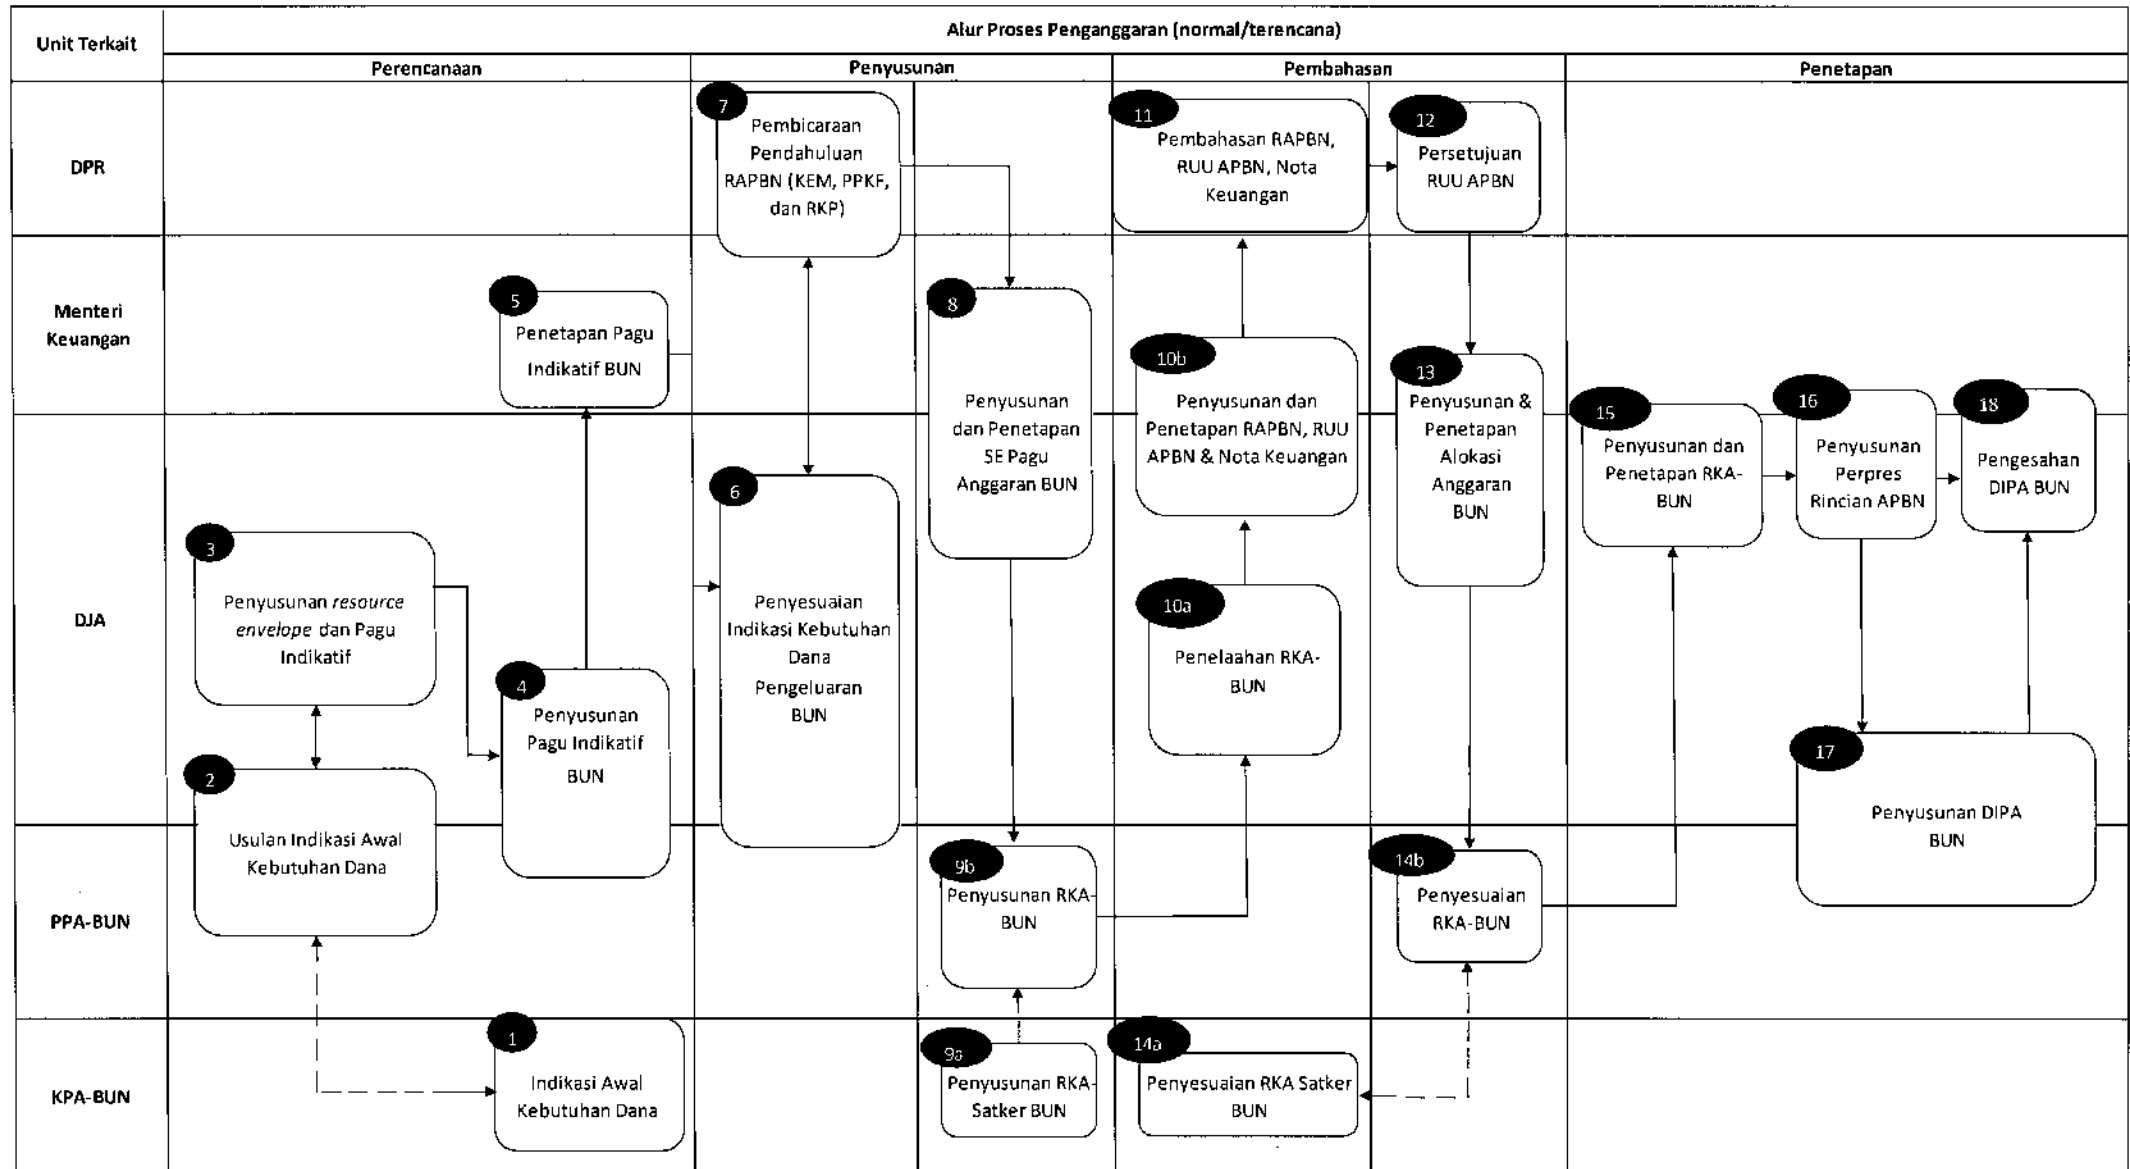 Unit Terkait
Alur Proses Penganggaran (normal/terencana)
Perencanaan
Penyusunan
Pembahasan
Penetapan
DPR
7
Pembicaraan
Pendahuluan
RAPBN (KEM, PPKF,
dan RKP)
11
Pembahasan RAPBN,
RUU APBN, Nota
Keuangan
12
Persetujuan
RUU APBN
Menteri
Keuangan
5
Penetapan Pagu
Indikatif BUN
8
Penyusunan
dan Penetapan
SE Pagu
Anggaran BUN
10b
Penyusunan dan
Penetapan RAPBN, RUU
APBN & Nota Keuangan
13
Penyusunan &
Penetapan
Alokasi
Anggaran
BUN
15
Penyusunan dan
Penetapan RKA-
BUN
16
Penyusunan
Perpres
Rincian APBN
18
Pengesahan
DIPA BUN
DJA
3
Penyusunan resource
envelope dan Pagu
Indikatif
4
Penyusunan
Pagu Indikatif
BUN
6
Penyesuaian
Indikasi Kebutuhan
Dana
Pengeluaran
BUN
10a
Penelaahan RKA-
BUN
17
Penyusunan DIPA
BUN
2
Usulan Indikasi Awal
Kebutuhan Dana
PPA-BUN
9b
Penyusunan RKA-
BUN
14b
Penyesuaian
RKA-BUN
KPA-BUN
1
Indikasi Awal
Kebutuhan Dana
9a
Penyusunan RKA-
Satker BUN
14a
Penyesuaian RKA Satker
BUN